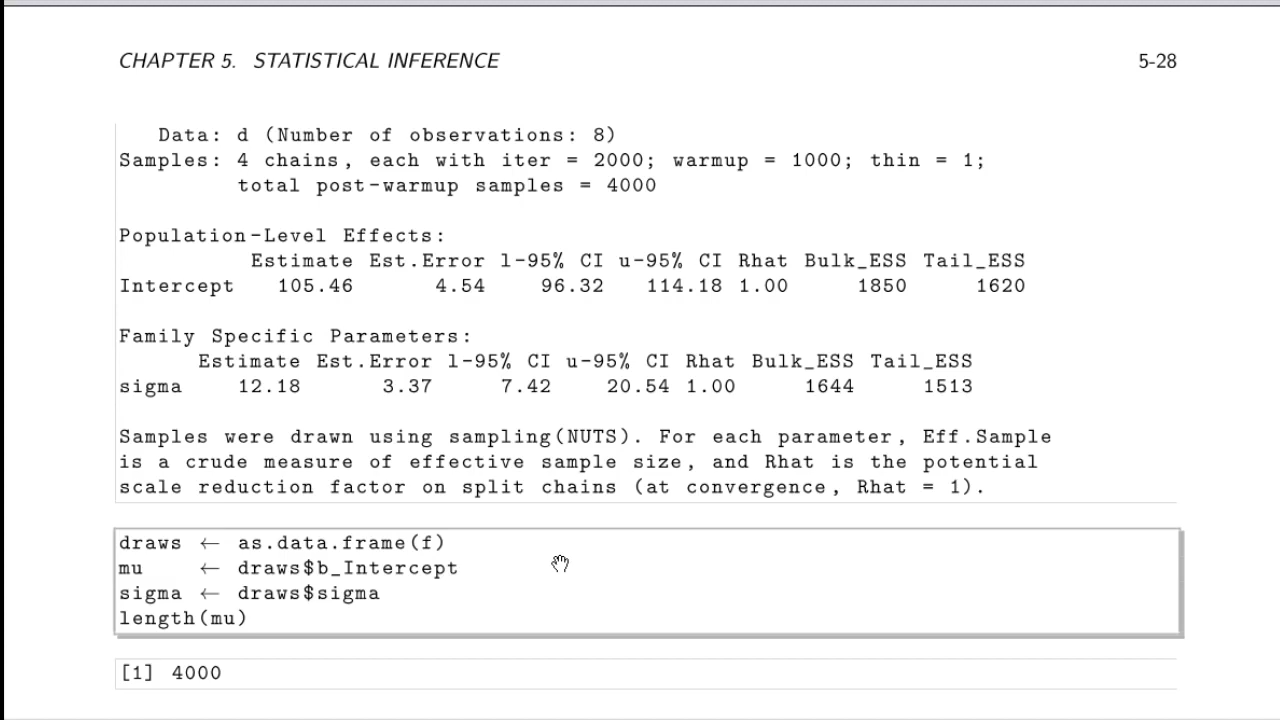 CHAPTER 5. STATISTICAL INFERENCE 5-28
Data: d (Number of observations: 8)
Samples: 4 chains, each with iter = 2000; warmup = 1000; thin = 1;
total post-warmup samples = 4000
Population-Level Effects:
Estimate Est.Error l-95% CI u-95% CI Rhat Bulk_ESS Tail_ESS
Intercept 105.46 4.54 96.32 114.18 1.00 1850 1620
Family Specific Parameters:
Estimate Est.Error l-95% CI u-95% CI Rhat Bulk_ESS Tail_ESS
sigma 12.18 3.37 7.42 20.54 1.00 1644 1513
Samples were drawn using sampling(NUTS). For each parameter, Eff.Sample
is a crude measure of effective sample size, and Rhat is the potential
scale reduction factor on split chains (at convergence, Rhat = 1).
draws ← as.data.frame(f)
mu ← draws$b_Intercept
sigma ← draws$sigma
length(mu)
[1] 4000